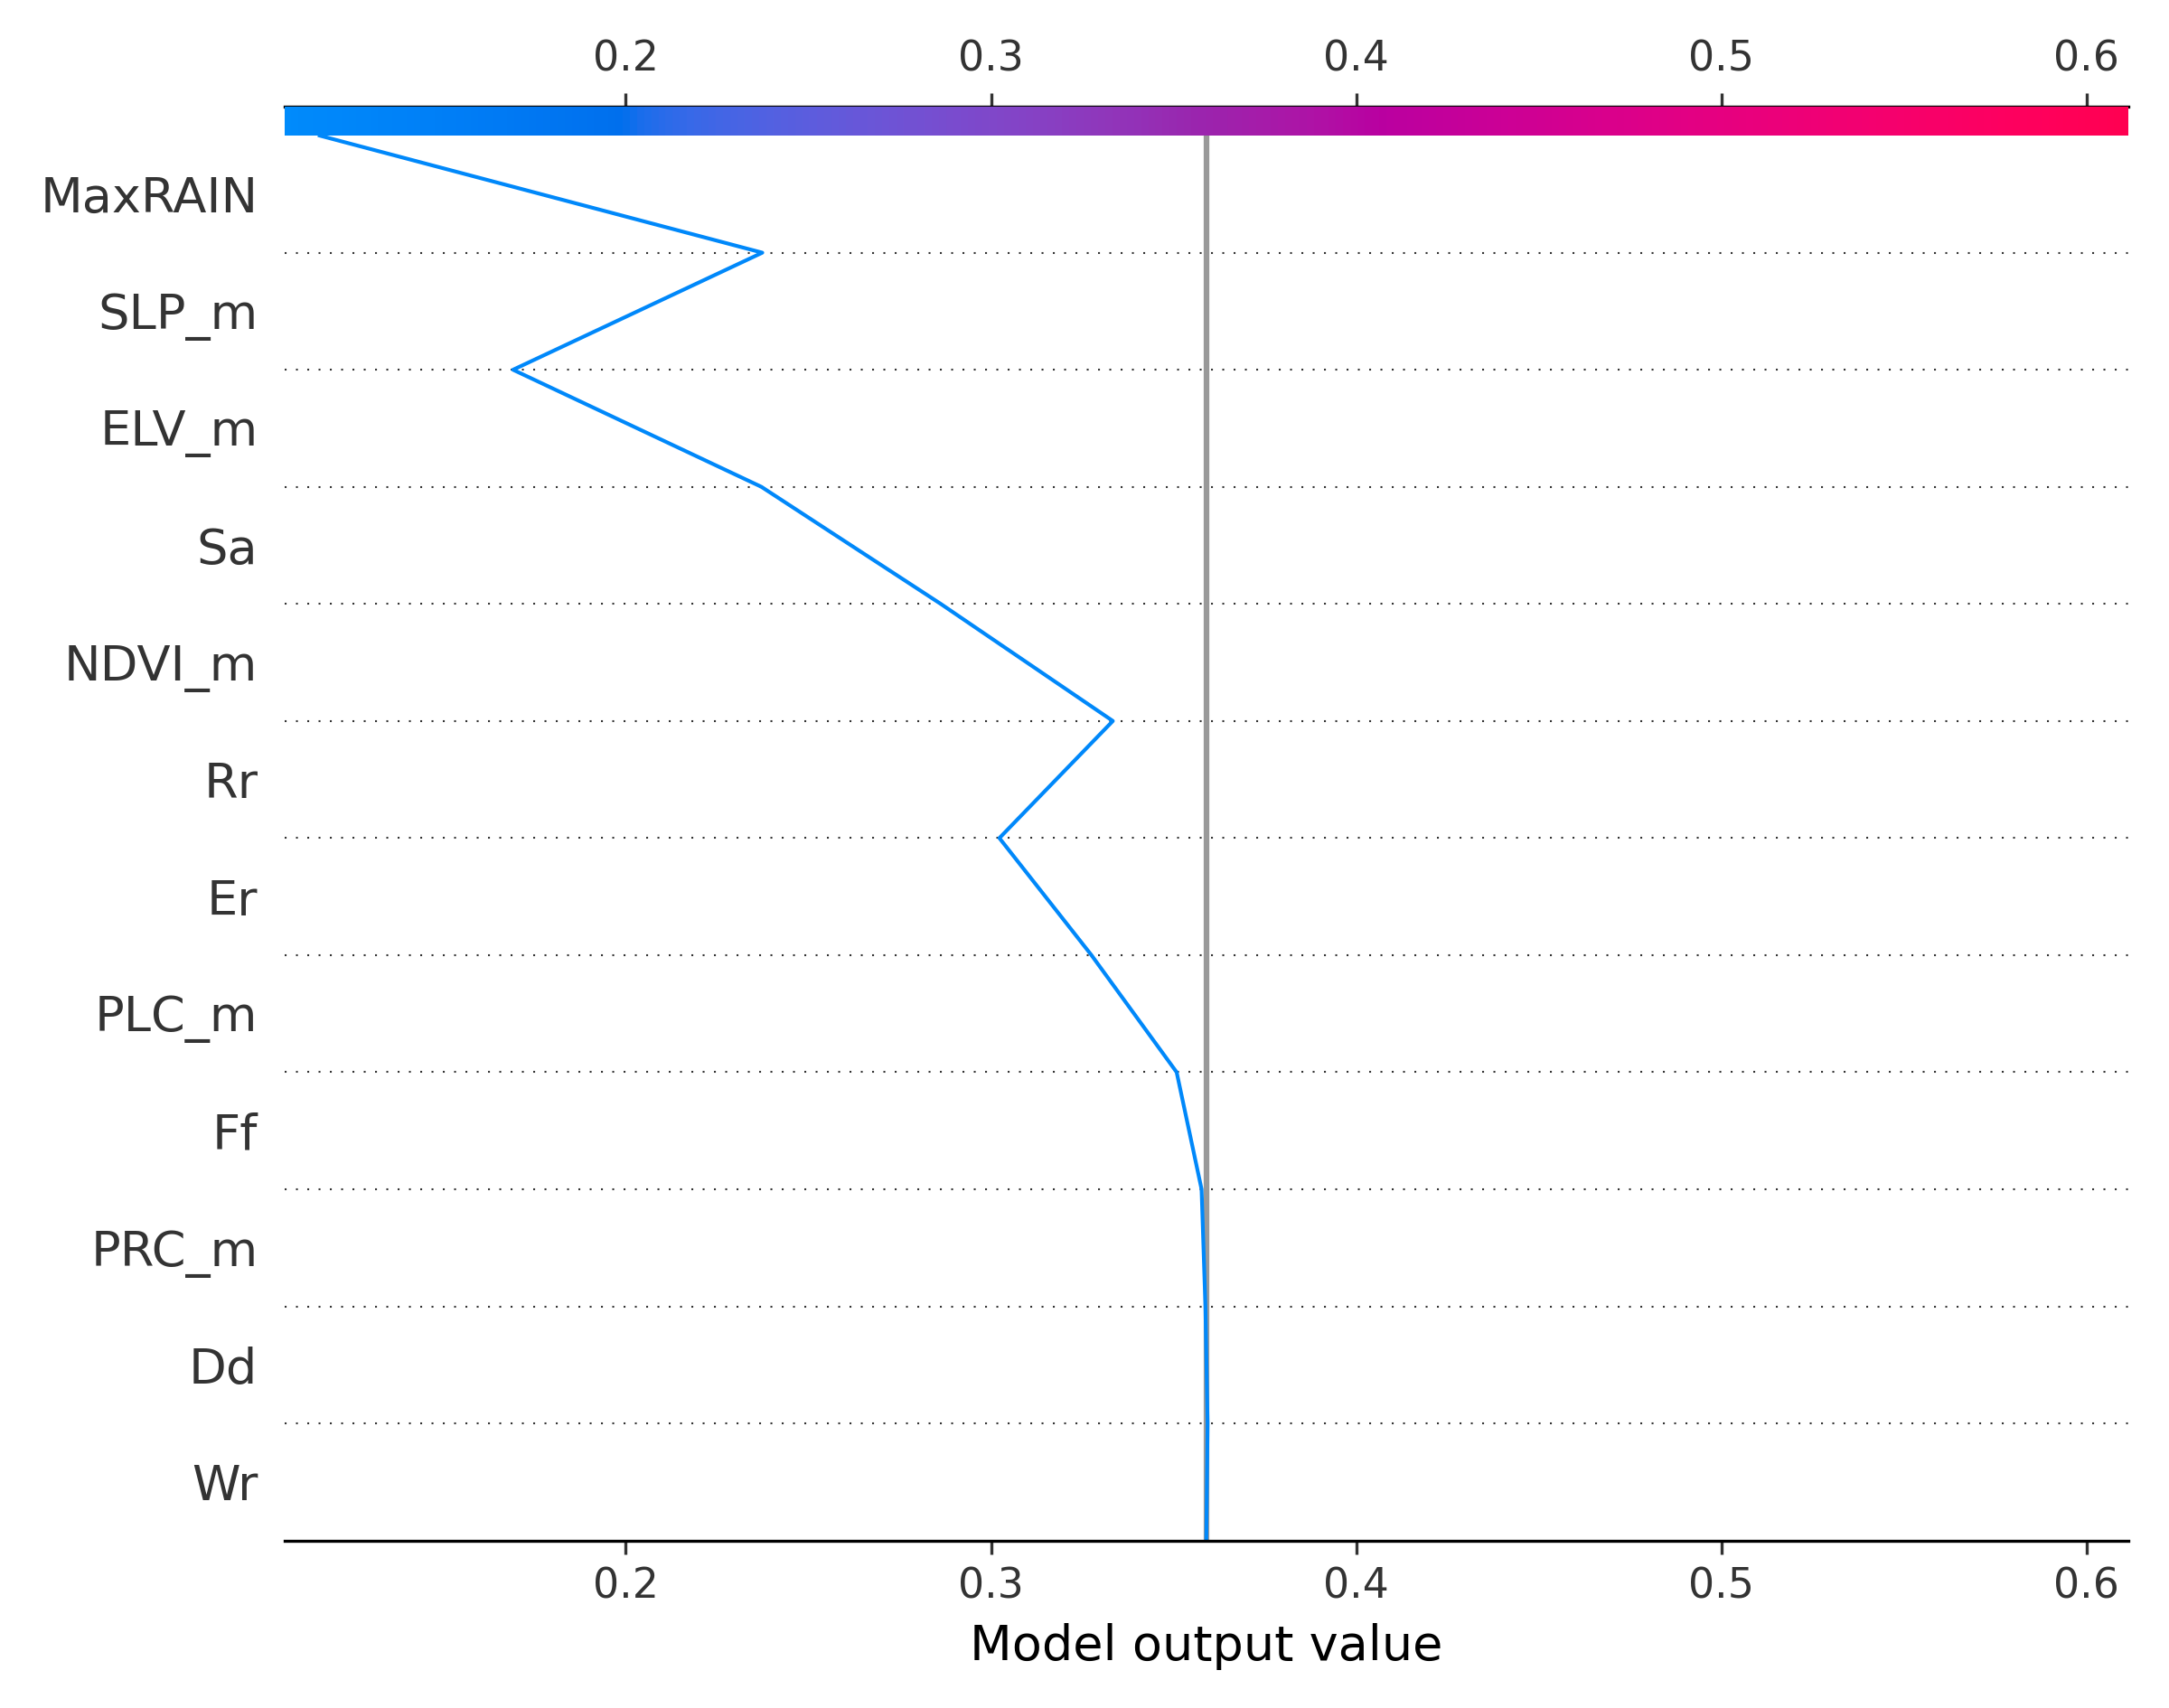 0.2 0.3 0.4 0.5 0.6
MaxRAIN
SLP_m
ELV_m
Sa
NDVI_m
Rr
Er
PLC_m
Ff
PRC_m
Dd
Wr
0.2 0.3 0.4 0.5 0.6
Model output value